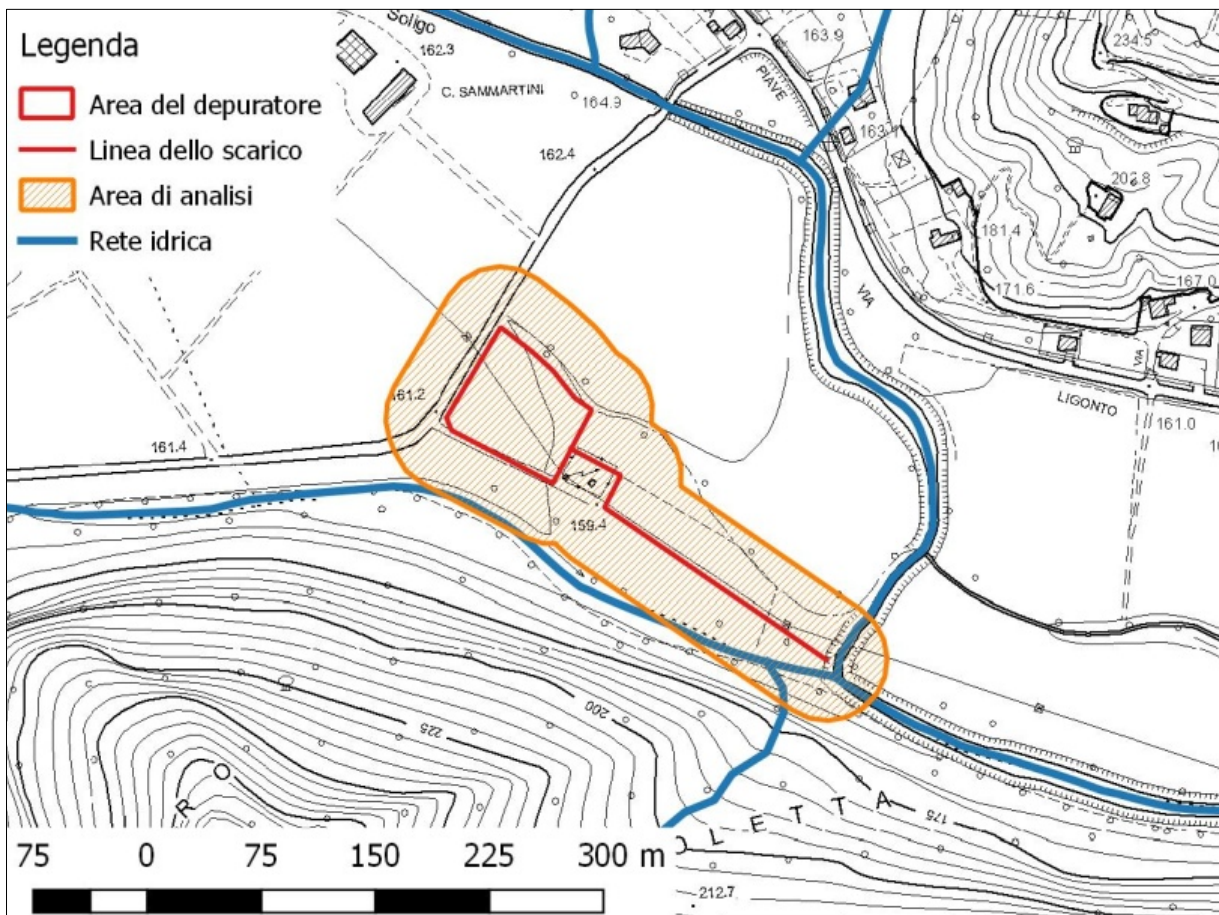 Legenda
Area del depuratore
Linea dello scarico
Area di analisi
Rete idrica
Soligo
162.3
C. SAMMARTINI
164.9
162.4
PIAVE
163.9
234.5
181.4
171.6
167.0
VIA
VIA
LIGONTO
161.0
161.2
161.4
159.4
200
225
175
LETTA
212.7
75 0 75 150 225 300 m